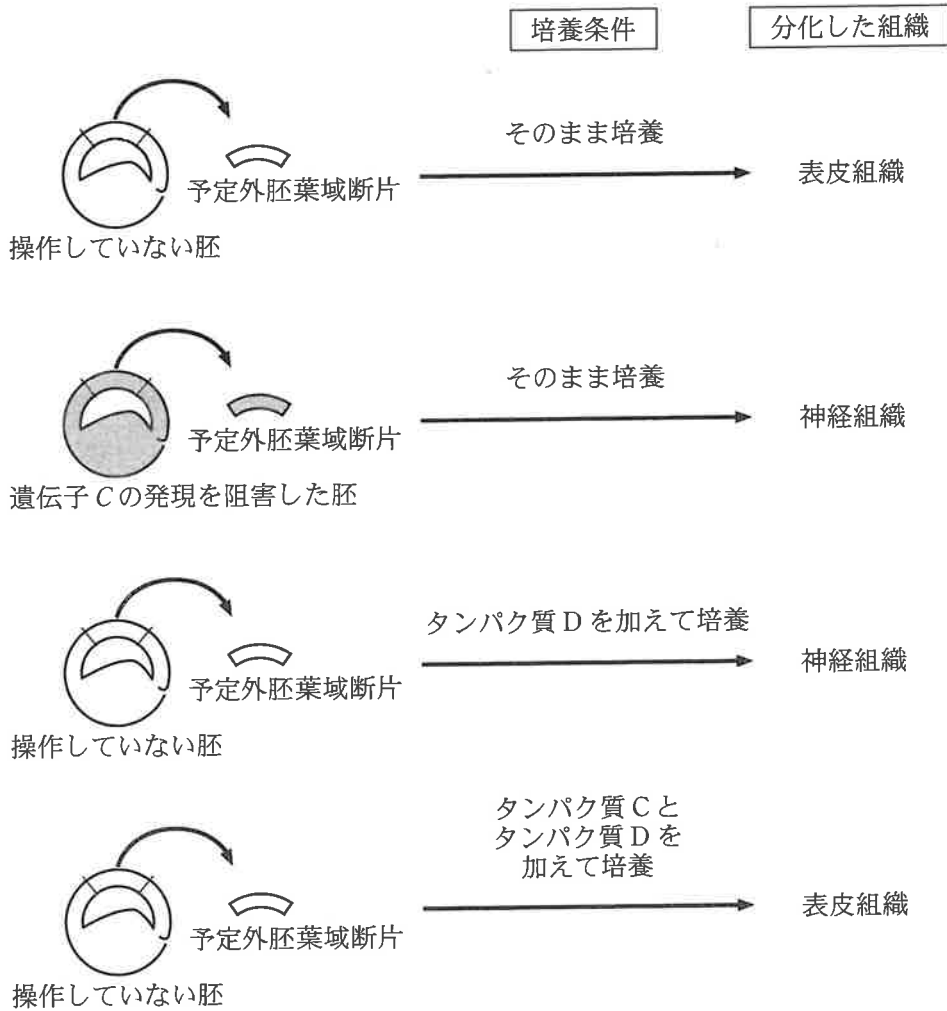 培養条件
分化した組織
そのまま培養
予定外胚葉域断片
表皮組織
操作していない胚
そのまま培養
予定外胚葉域断片
神経組織
遺伝子Cの発現を阻害した胚
タンパク質Dを加えて培養
予定外胚葉域断片
神経組織
操作していない胚
タンパク質Cと
タンパク質Dを
加えて培養
予定外胚葉域断片
表皮組織
操作していない胚